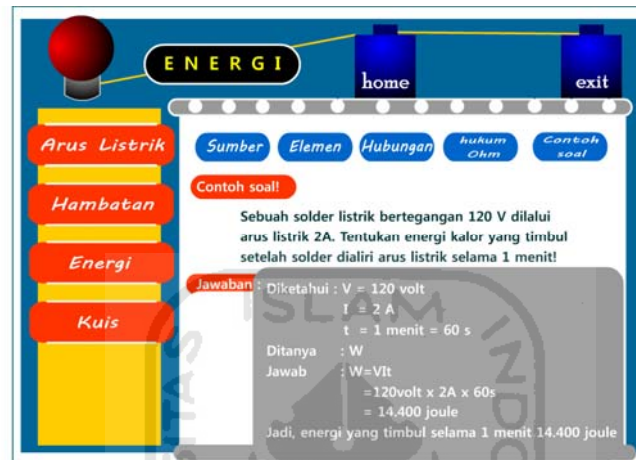 ENERGI
home
exit
Arus Listrik
Hambatan
Energi
Kuis
Sumber
Elemen
Hubungan
hukum
Ohm
Contoh
soal
Contoh soal!
Sebuah solder listrik bertegangan 120 V dilalui
arus listrik 2A. Tentukan energi kalor yang timbul
setelah solder dialiri arus listrik selama 1 menit!
Jawaban :
Diketahui : V = 120 volt
I = 2 A
t = 1 menit = 60 s
Ditanya : W
Jawab : W=VIt
=120volt x 2A x 60s
= 14.400 joule
Jadi, energi yang timbul selama 1 menit 14.400 joule
ISLAM